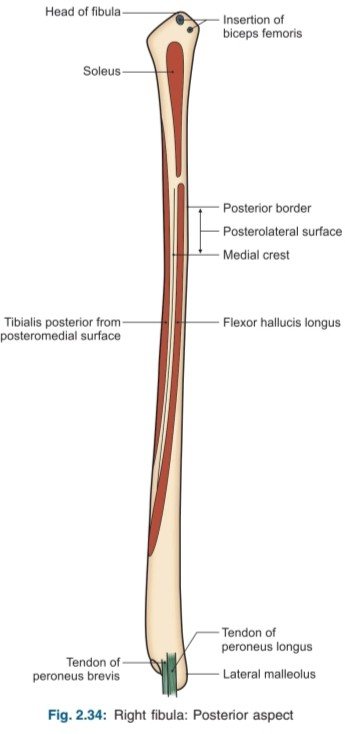 Head of fibula
Insertion of
biceps femoris
Soleus
Posterior border
Posterolateral surface
Medial crest
Tibialis posterior from
posteromedial surface
Flexor hallucis longus
Tendon of
peroneus longus
Tendon of
peroneus brevis
Lateral malleolus
Fig. 2.34: Right fibula: Posterior aspect